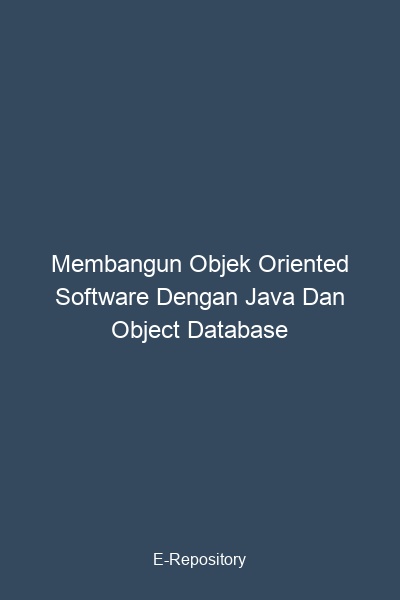 Membangun Objek Oriented
Software Dengan Java Dan
Object Database
E-Repository